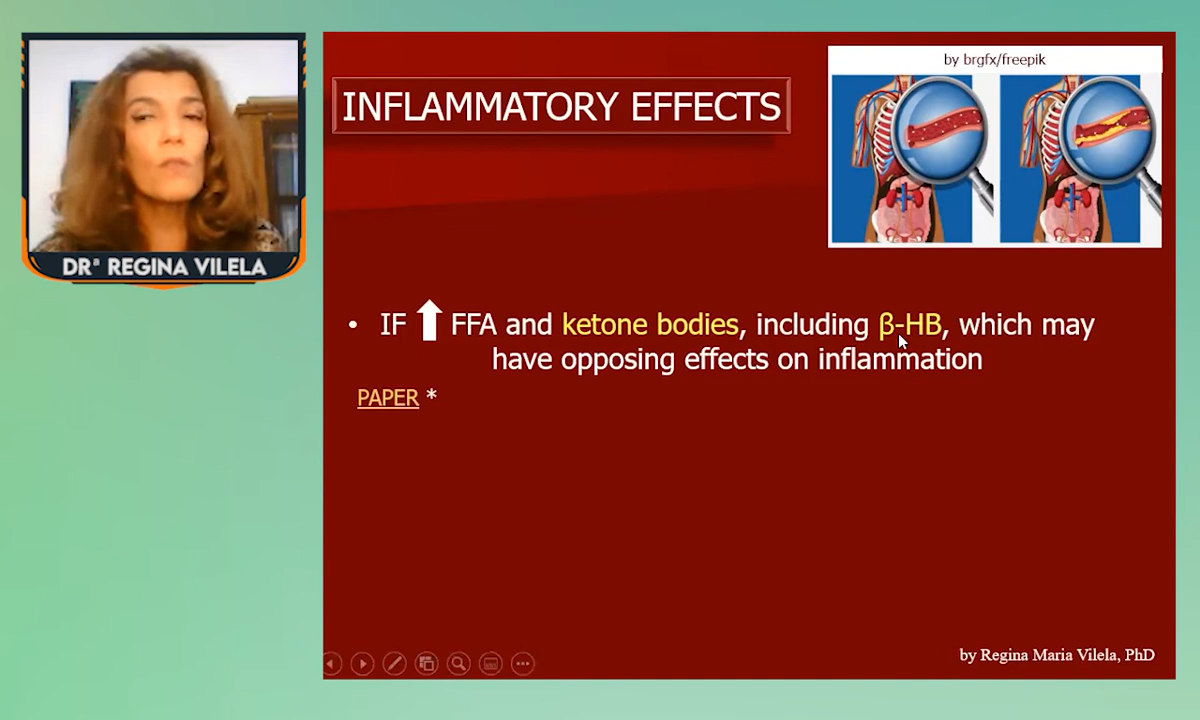 DRª REGINA VILELA
INFLAMMATORY EFFECTS
by brgfx/freepik
• IF ⬆ FFA and ketone bodies, including β-HB, which may
have opposing effects on inflammation
PAPER *
by Regina Maria Vilela, PhD